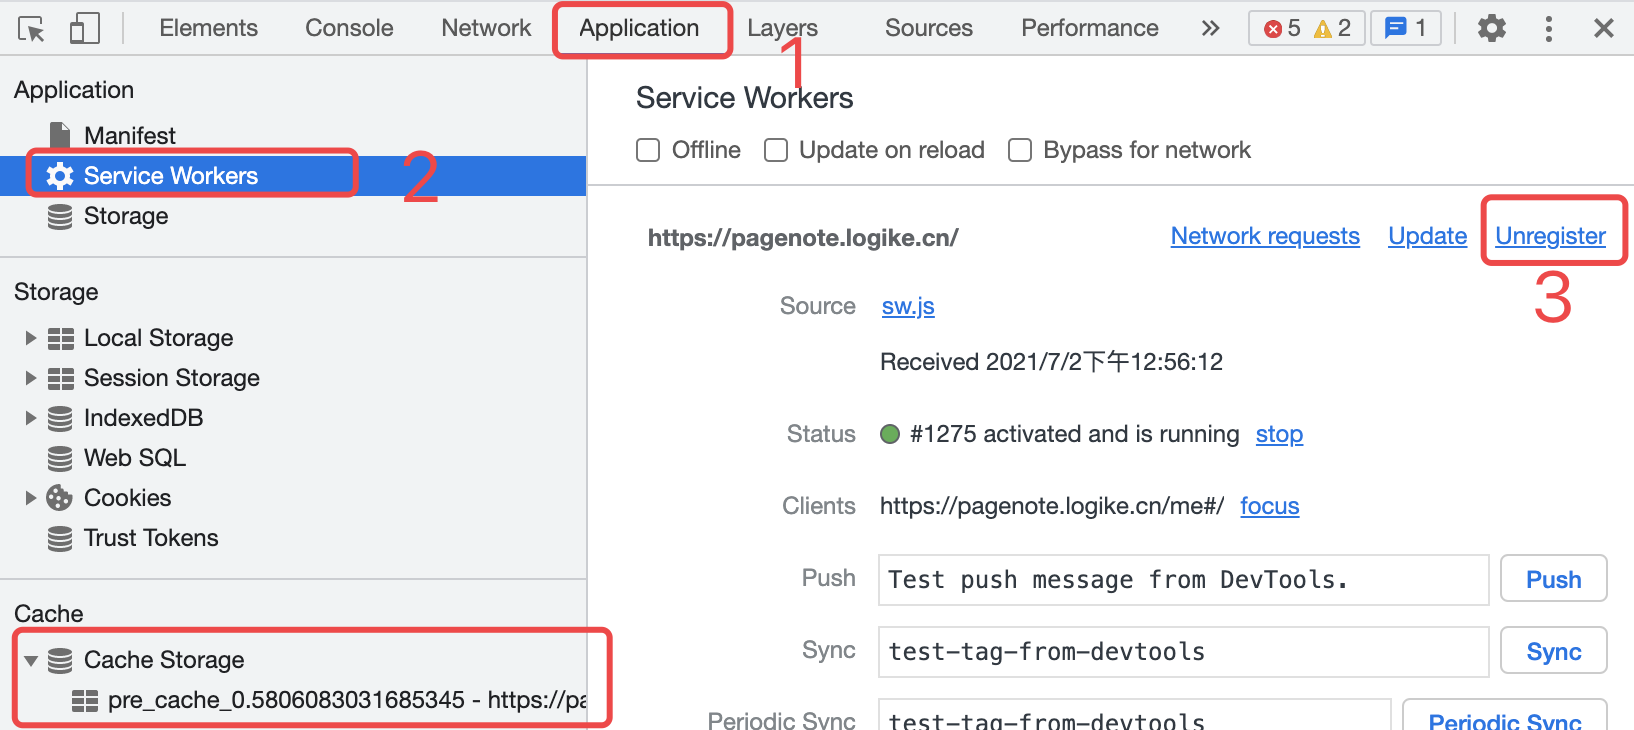 Elements Console Network Application Layers Sources Performance 5 2 1
1
Application
Manifest
Service Workers
2
Storage
Storage
Local Storage
Session Storage
IndexedDB
Web SQL
Cookies
Trust Tokens
Cache
Cache Storage
pre_cache_0.5806083031685345 - https://pa
Service Workers
Offline Update on reload Bypass for network
https://pagenote.logike.cn/ Network requests Update Unregister
3
Source sw.js
Received 2021/7/2下午12:56:12
Status #1275 activated and is running stop
Clients https://pagenote.logike.cn/me#/ focus
Push Test push message from DevTools. Push
Sync test-tag-from-devtools Sync
Periodic Sync test-tag-from-devtools Periodic Sync